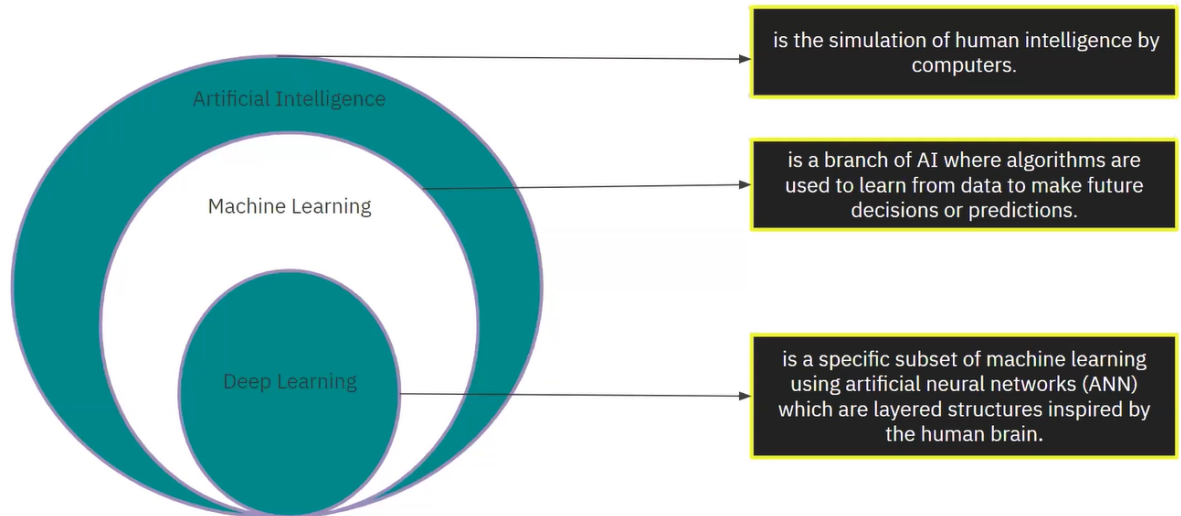 Artificial Intelligence
is the simulation of human intelligence by
computers.
Machine Learning
is a branch of AI where algorithms are
used to learn from data to make future
decisions or predictions.
Deep Learning
is a specific subset of machine learning
using artificial neural networks (ANN)
which are layered structures inspired by
the human brain.